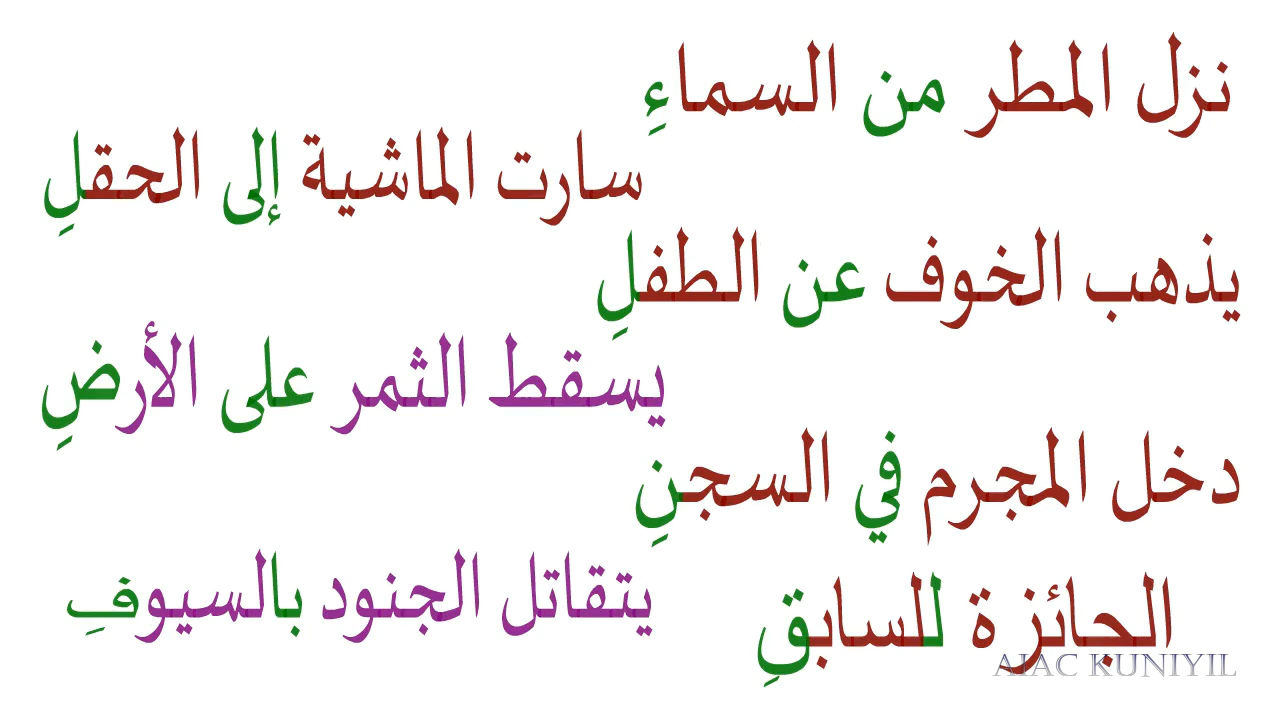 نزل المطر من السماءِ
سارت الماشية إلى الحقلِ
يذهب الخوف عن الطفلِ
يسقط الثمر على الأرضِ
دخل المجرم في السجنِ
يتقاتل الجنود بالسيوفِ
الجائزة للسابقِ
AIAC KUNIYIL